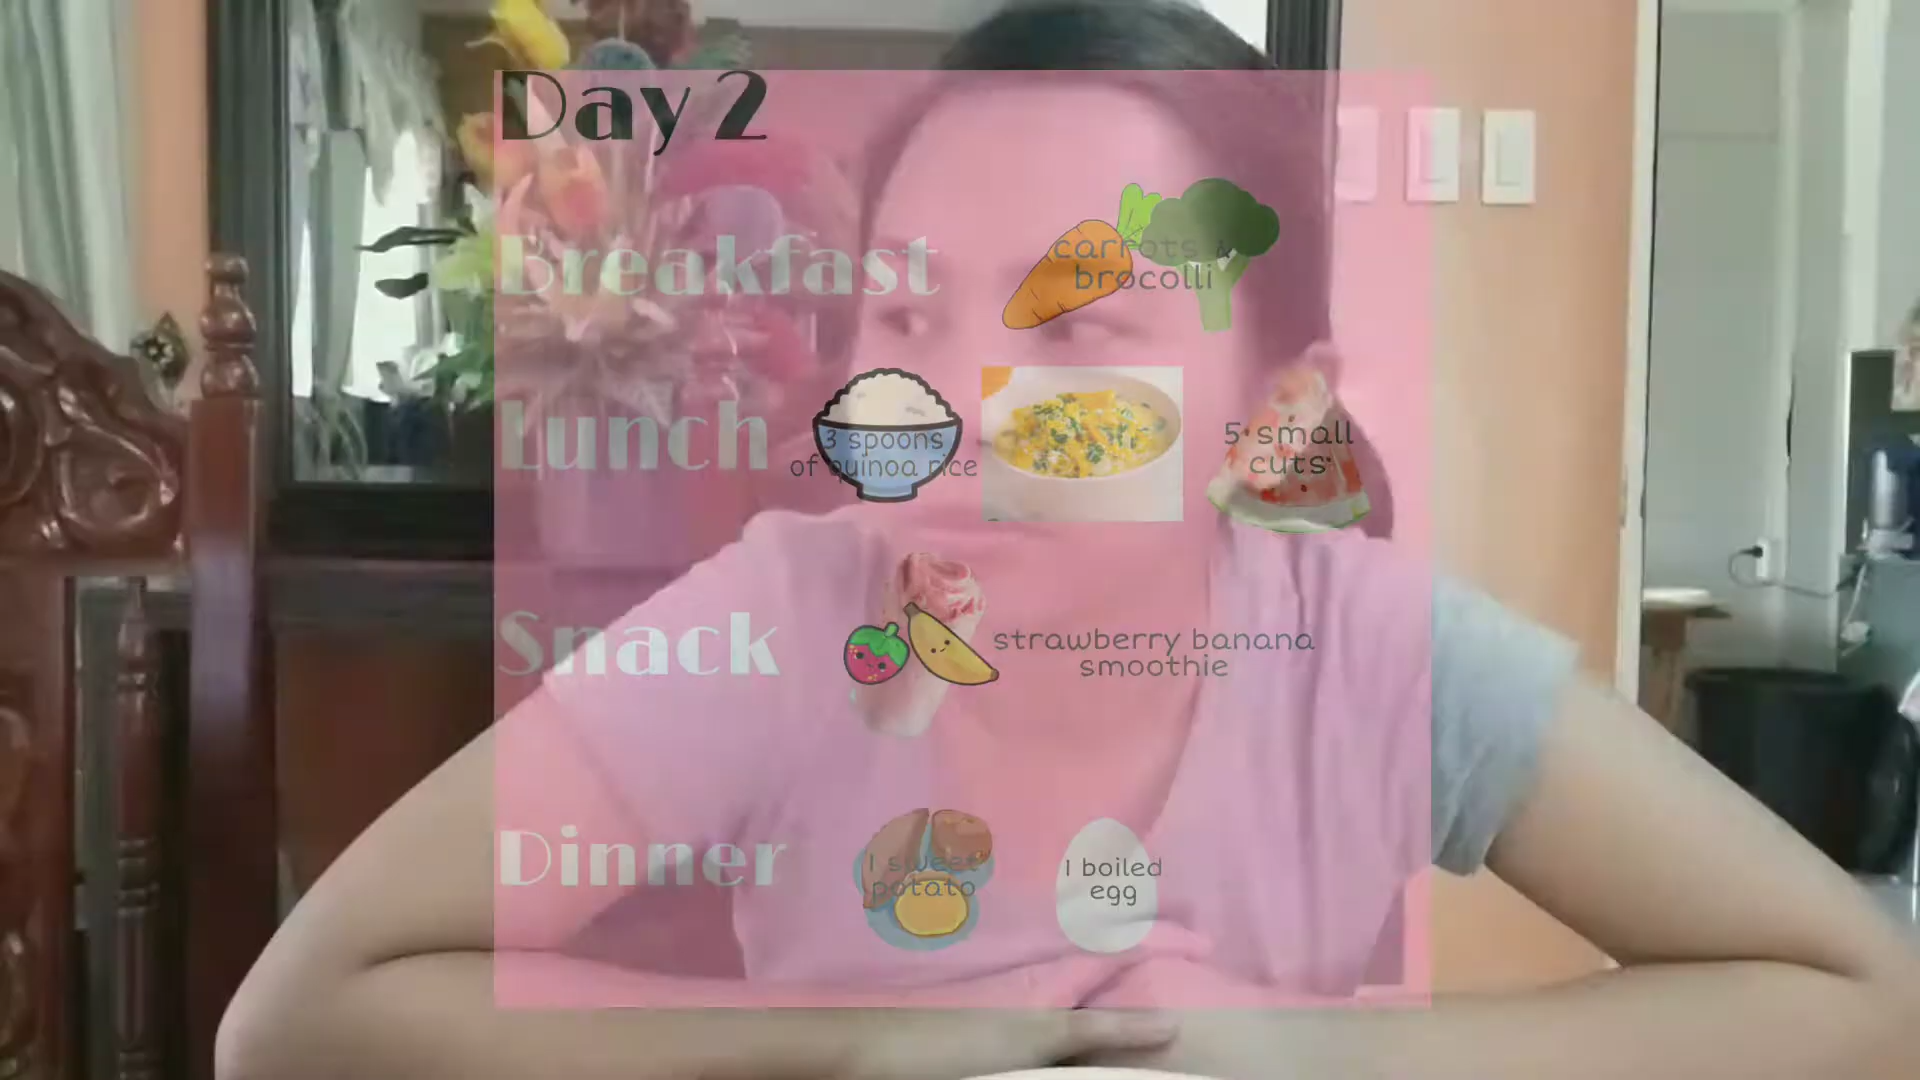 Day 2
Breakfast
carrots &
brocolli
Lunch
3 spoons
of quinoa rice
5 small
cuts
Snack
strawberry banana
smoothie
Dinner
1 sweet
potato
1 boiled
egg